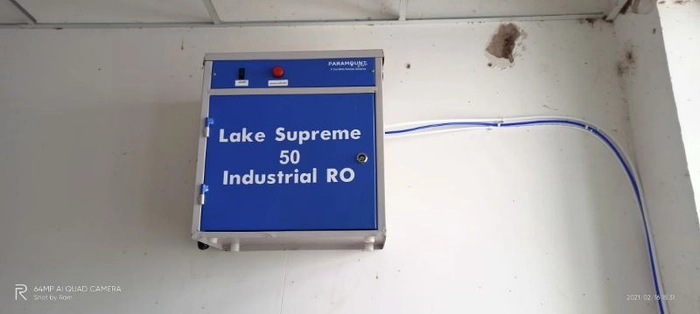 PARAMOUNT
Lake Supreme
50
Industrial RO
64MP AI QUAD CAMERA
Shot by Ram